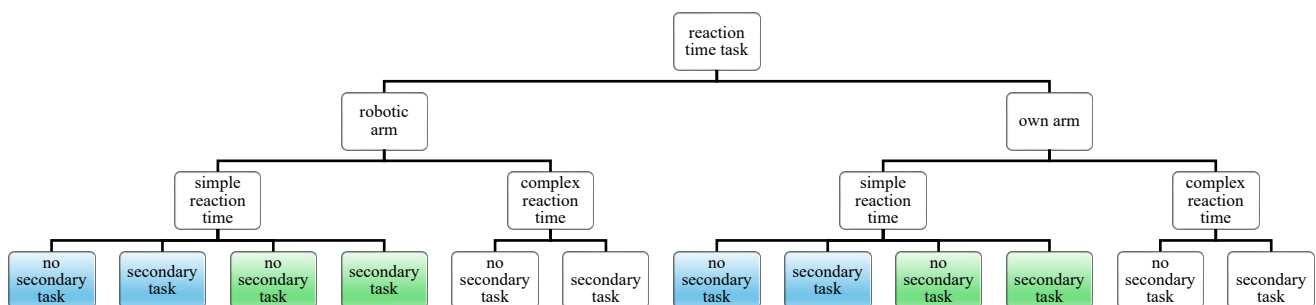 reaction
time task
robotic
arm
own arm
simple
reaction
time
complex
reaction
time
simple
reaction
time
complex
reaction
time
no
secondary
task
secondary
task
no
secondary
task
secondary
task
no
secondary
task
secondary
task
no
secondary
task
secondary
task
no
secondary
task
secondary
task
no
secondary
task
secondary
task